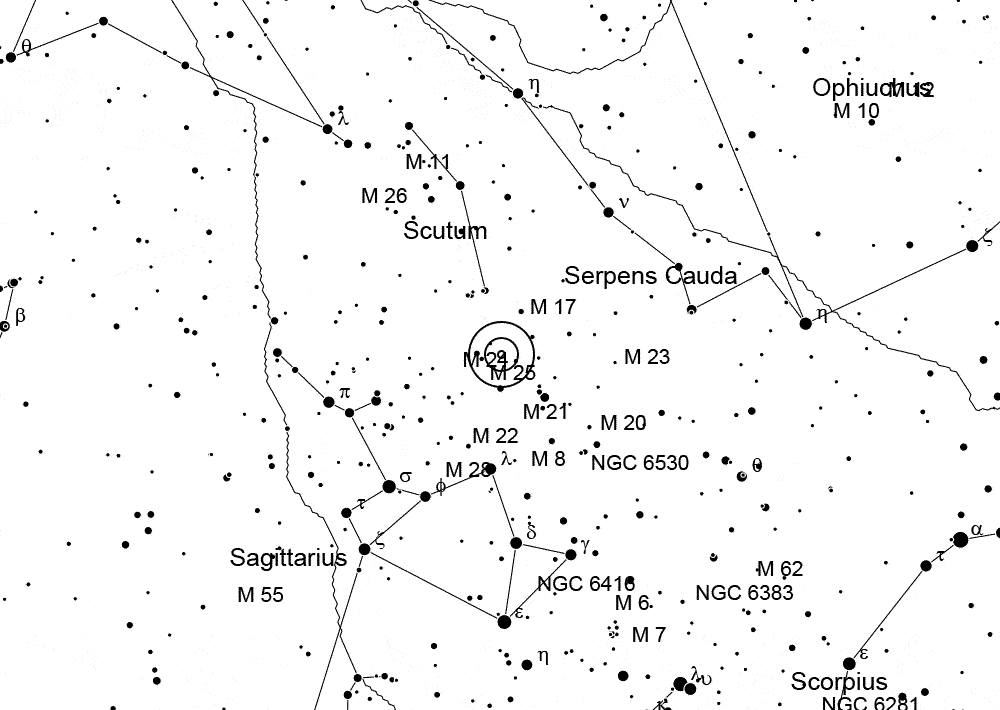 θ
η
Ophiuchus M 12
M 10
λ
M 11
M 26
ν
Scutum
ζ
Serpens Cauda
β
M 17
η
M 24
M 23
M 25
π
M 21
M 20
M 22
λ
M 8
NGC 6530
θ
M 28
σ
φ
τ
ζ
δ
γ
α
τ
Sagittarius
M 55
NGC 6416
M 62
NGC 6383
M 6
ε
M 7
η
ε
λ
υ
Scorpius
κ
NGC 6281